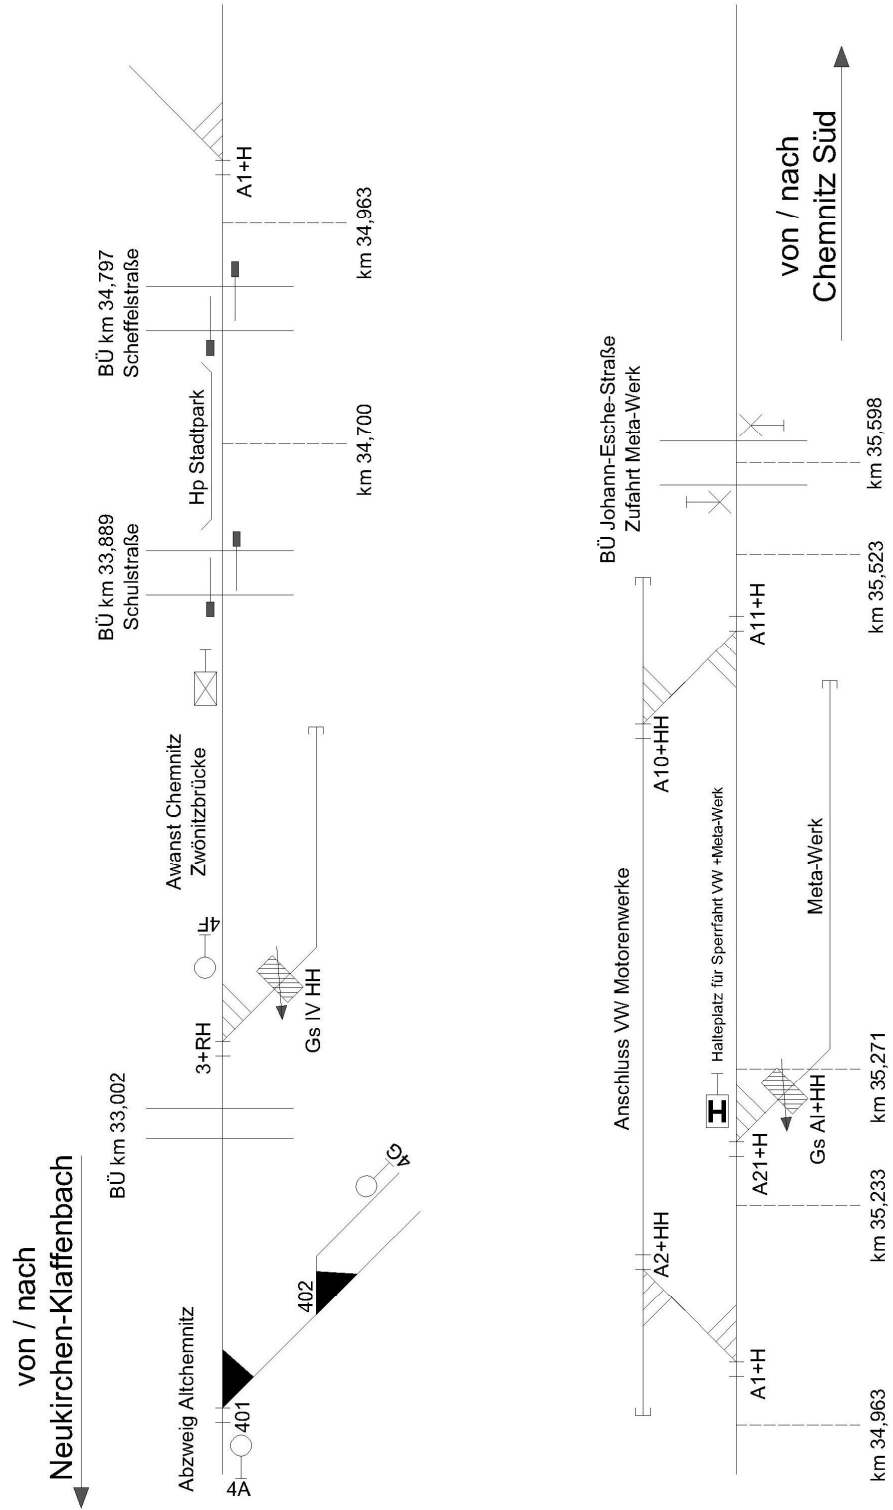 von / nach
Neukirchen-Klaffenbach
Abzweig Altchemnitz
4A
401
402
4G
BÜ km 33,002
3+RH
4F
Gs IV HH
Awanst Chemnitz
Zwönitzbrücke
BÜ km 33,889
Schulstraße
Hp Stadtpark
km 34,700
BÜ km 34,797
Scheffelstraße
km 34,963
A1+H
km 34,963
A1+H
A2+HH
km 35,233
A21+H
Gs AI+HH
km 35,271
H
Halteplatz für Sperrfahrt VW +Meta-Werk
Anschluss VW Motorenwerke
Meta-Werk
A10+HH
A11+H
km 35,523
BÜ Johann-Esche-Straße
Zufahrt Meta-Werk
km 35,598
von / nach
Chemnitz Süd